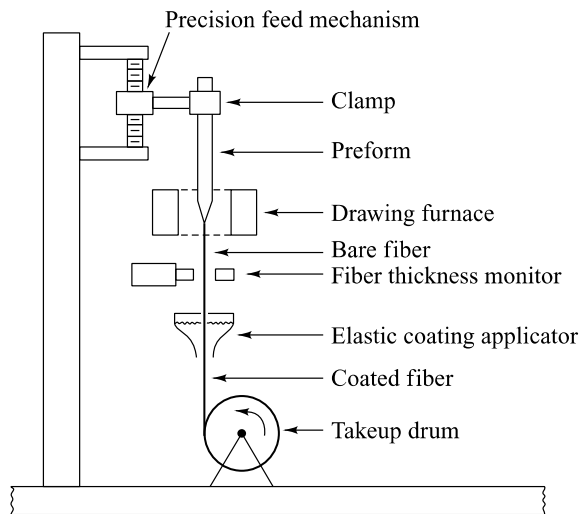 Precision feed mechanism
Clamp
Preform
Drawing furnace
Bare fiber
Fiber thickness monitor
Elastic coating applicator
Coated fiber
Takeup drum